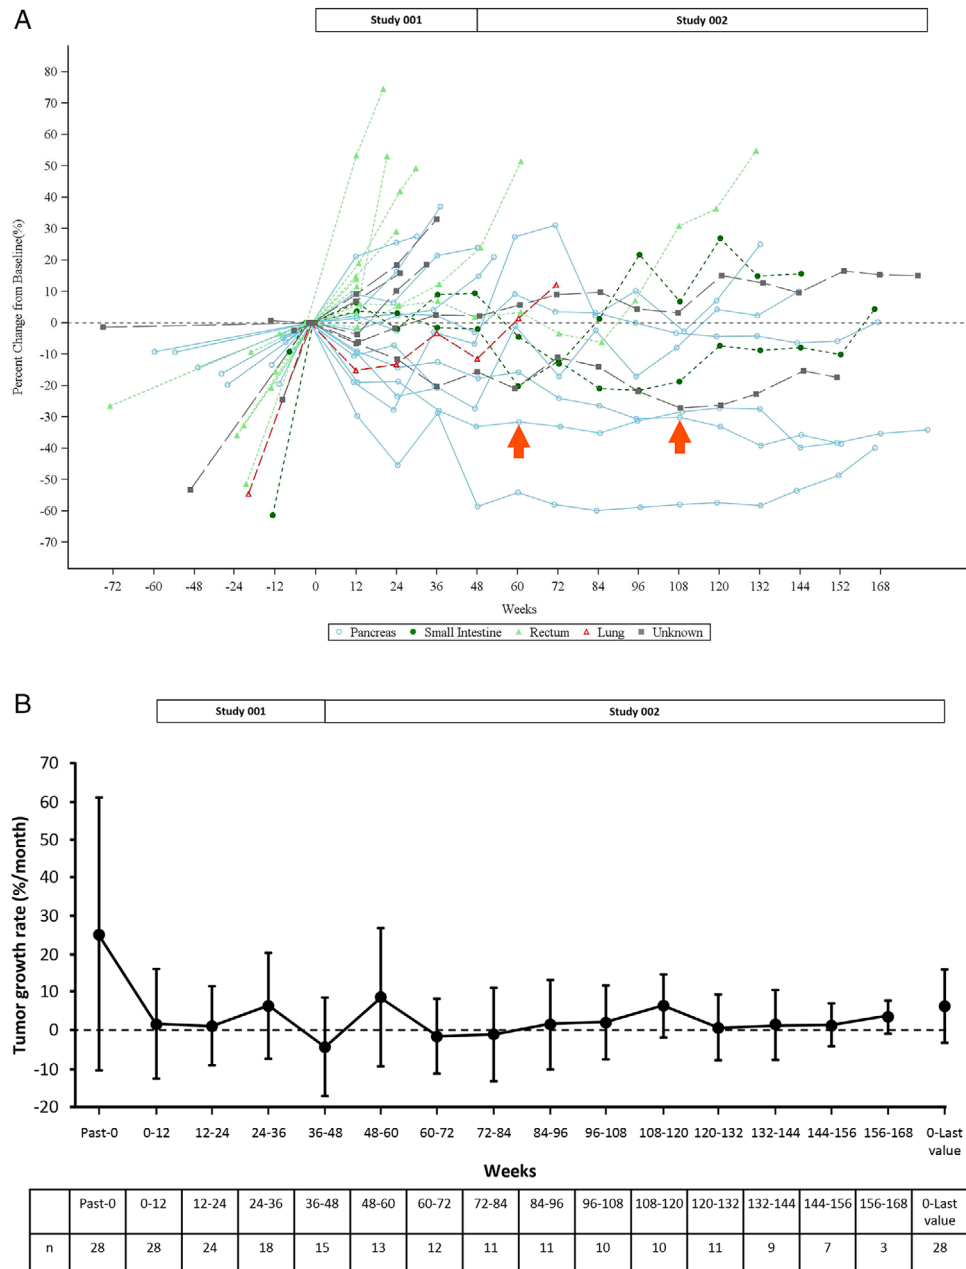 A
Study 001 Study 002
80
70
60
50
40
30
20
10
0
-10
-20
-30
-40
-50
-60
-70
Percent Change from Baseline(%)
-72 -60 -48 -36 -24 -12 0 12 24 36 48 60 72 84 96 108 120 132 144 152 168
Weeks
Pancreas Small Intestine Rectum Lung Unknown
B
Study 001 Study 002
70
60
50
40
30
20
10
0
-10
-20
Tumor growth rate (%/month)
Past-0 0-12 12-24 24-36 36-48 48-60 60-72 72-84 84-96 96-108 108-120 120-132 132-144 144-156 156-168 0-Last
value
Weeks
Past-0 0-12 12-24 24-36 36-48 48-60 60-72 72-84 84-96 96-108 108-120 120-132 132-144 144-156 156-168 0-Last
value
n 28 28 24 18 15 13 12 11 11 10 10 11 9 7 3 28